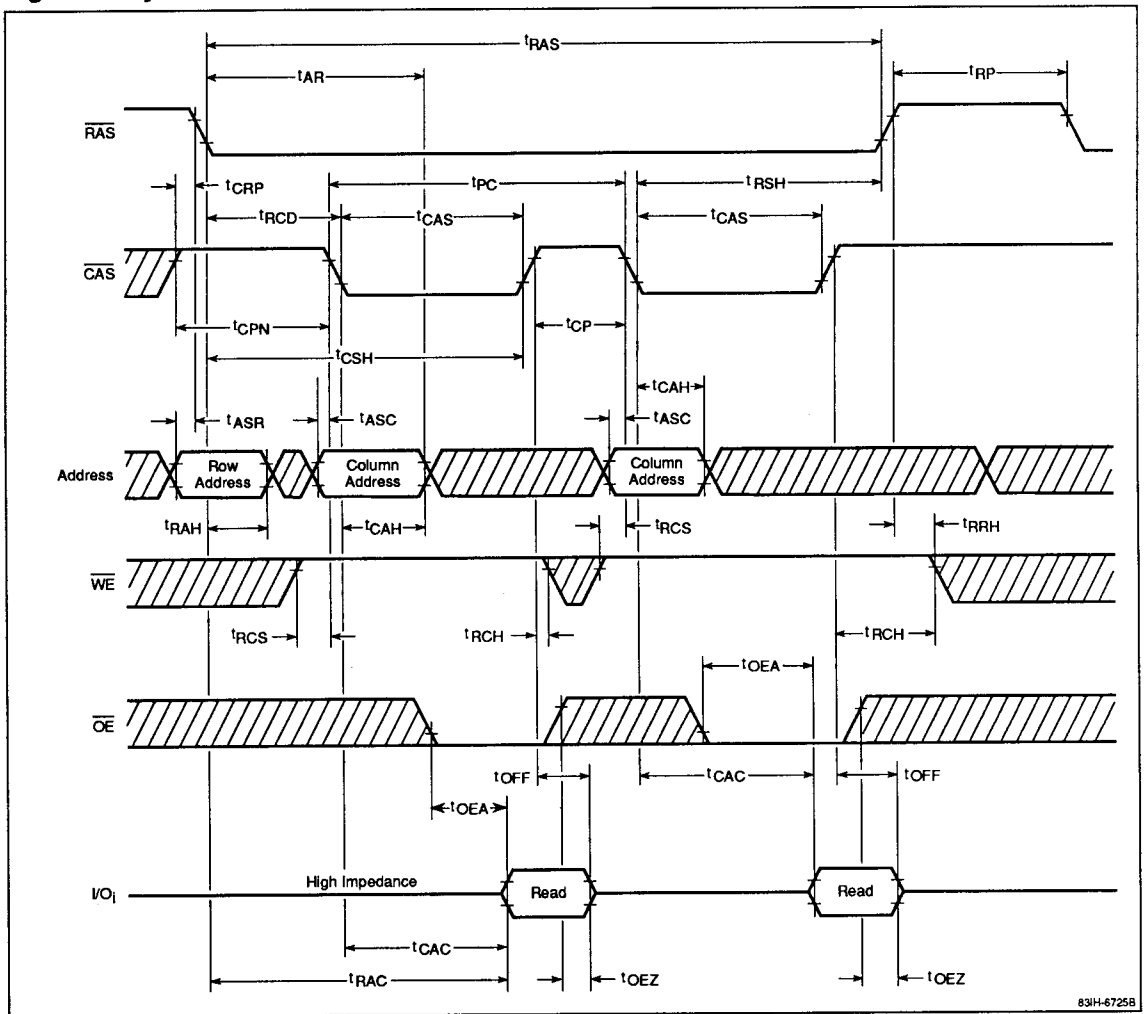 tRAS
tAR
tRP
RAS
tCRP
tPC
tRSH
tRCD
tCAS
tCAS
CAS
tCPN
tCP
tCSH
tCAH
tASR
tASC
tASC
Address
Row
Address
Column
Address
Column
Address
tRAH
tCAH
tRCS
tRRH
WE
tRCS
tRCH
tRCH
tOEA
OE
tOFF
tCAC
tOFF
tOEA
High Impedance
I/Oi
Read
Read
tCAC
tRAC
tOEZ
tOEZ
83IH-6725B